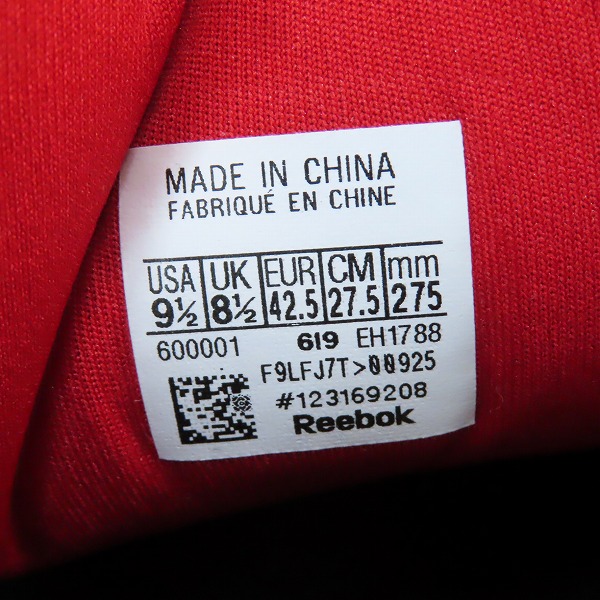 MADE IN CHINA
FABRIQUÉ EN CHINE
USA UK EUR CM mm
9½ 8½ 42.5 27.5 275
600001 619 EH1788
F9LFJ7T>00925
#123169208
Reebok